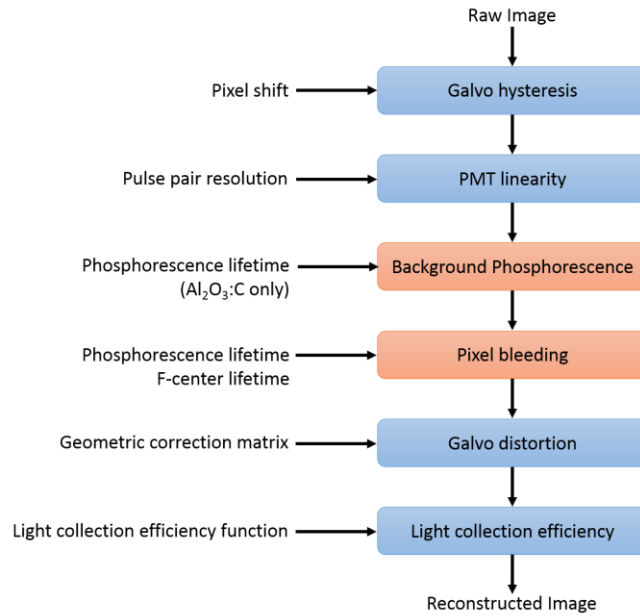 Raw Image
Pixel shift
Galvo hysteresis
Pulse pair resolution
PMT linearity
Phosphorescence lifetime
(Al₂O₃:C only)
Background Phosphorescence
Phosphorescence lifetime
F-center lifetime
Pixel bleeding
Geometric correction matrix
Galvo distortion
Light collection efficiency function
Light collection efficiency
Reconstructed Image